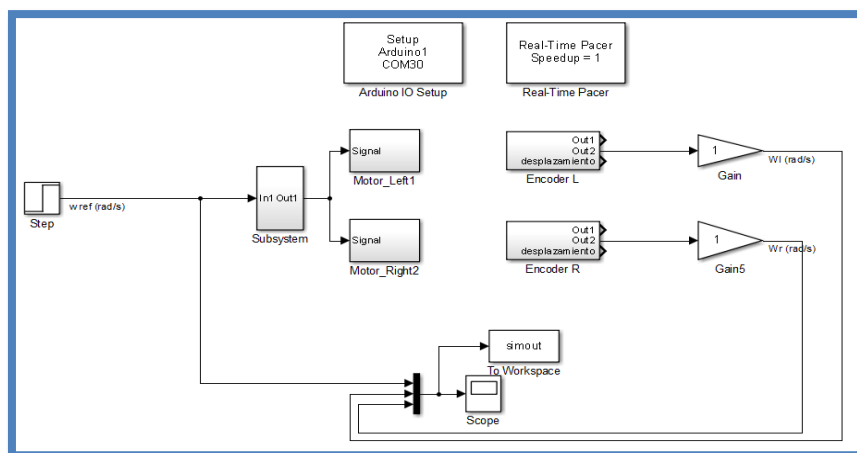 Setup
Arduino1
COM30
Arduino IO Setup
Real-Time Pacer
Speedup = 1
Real-Time Pacer
Step
w ref (rad/s)
In1 Out1
Subsystem
Signal
Motor_Left1
Signal
Motor_Right2
Out1
Out2
desplazamiento
Encoder L
1
Gain
Wl (rad/s)
Out1
Out2
desplazamiento
Encoder R
1
Gain5
Wr (rad/s)
simout
To Workspace
Scope